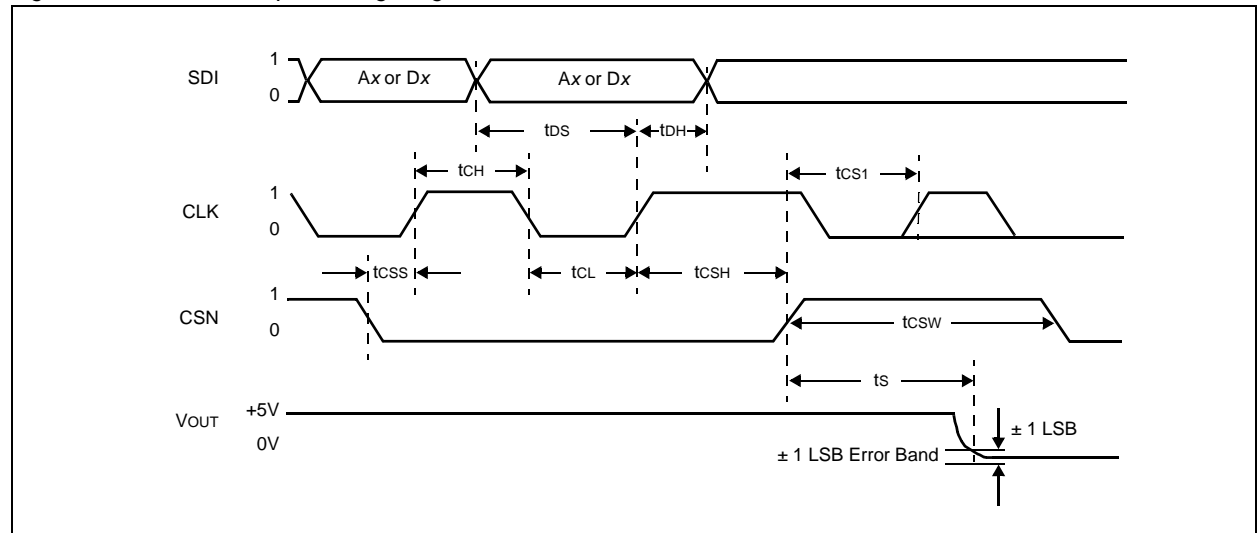 SDI
1
0
Ax or Dx
Ax or Dx
tDS
tDH
tCH
tCS1
CLK
1
0
tCSS
tCL
tCSH
CSN
1
0
tCSW
tS
VOUT
+5V
0V
± 1 LSB
± 1 LSB Error Band